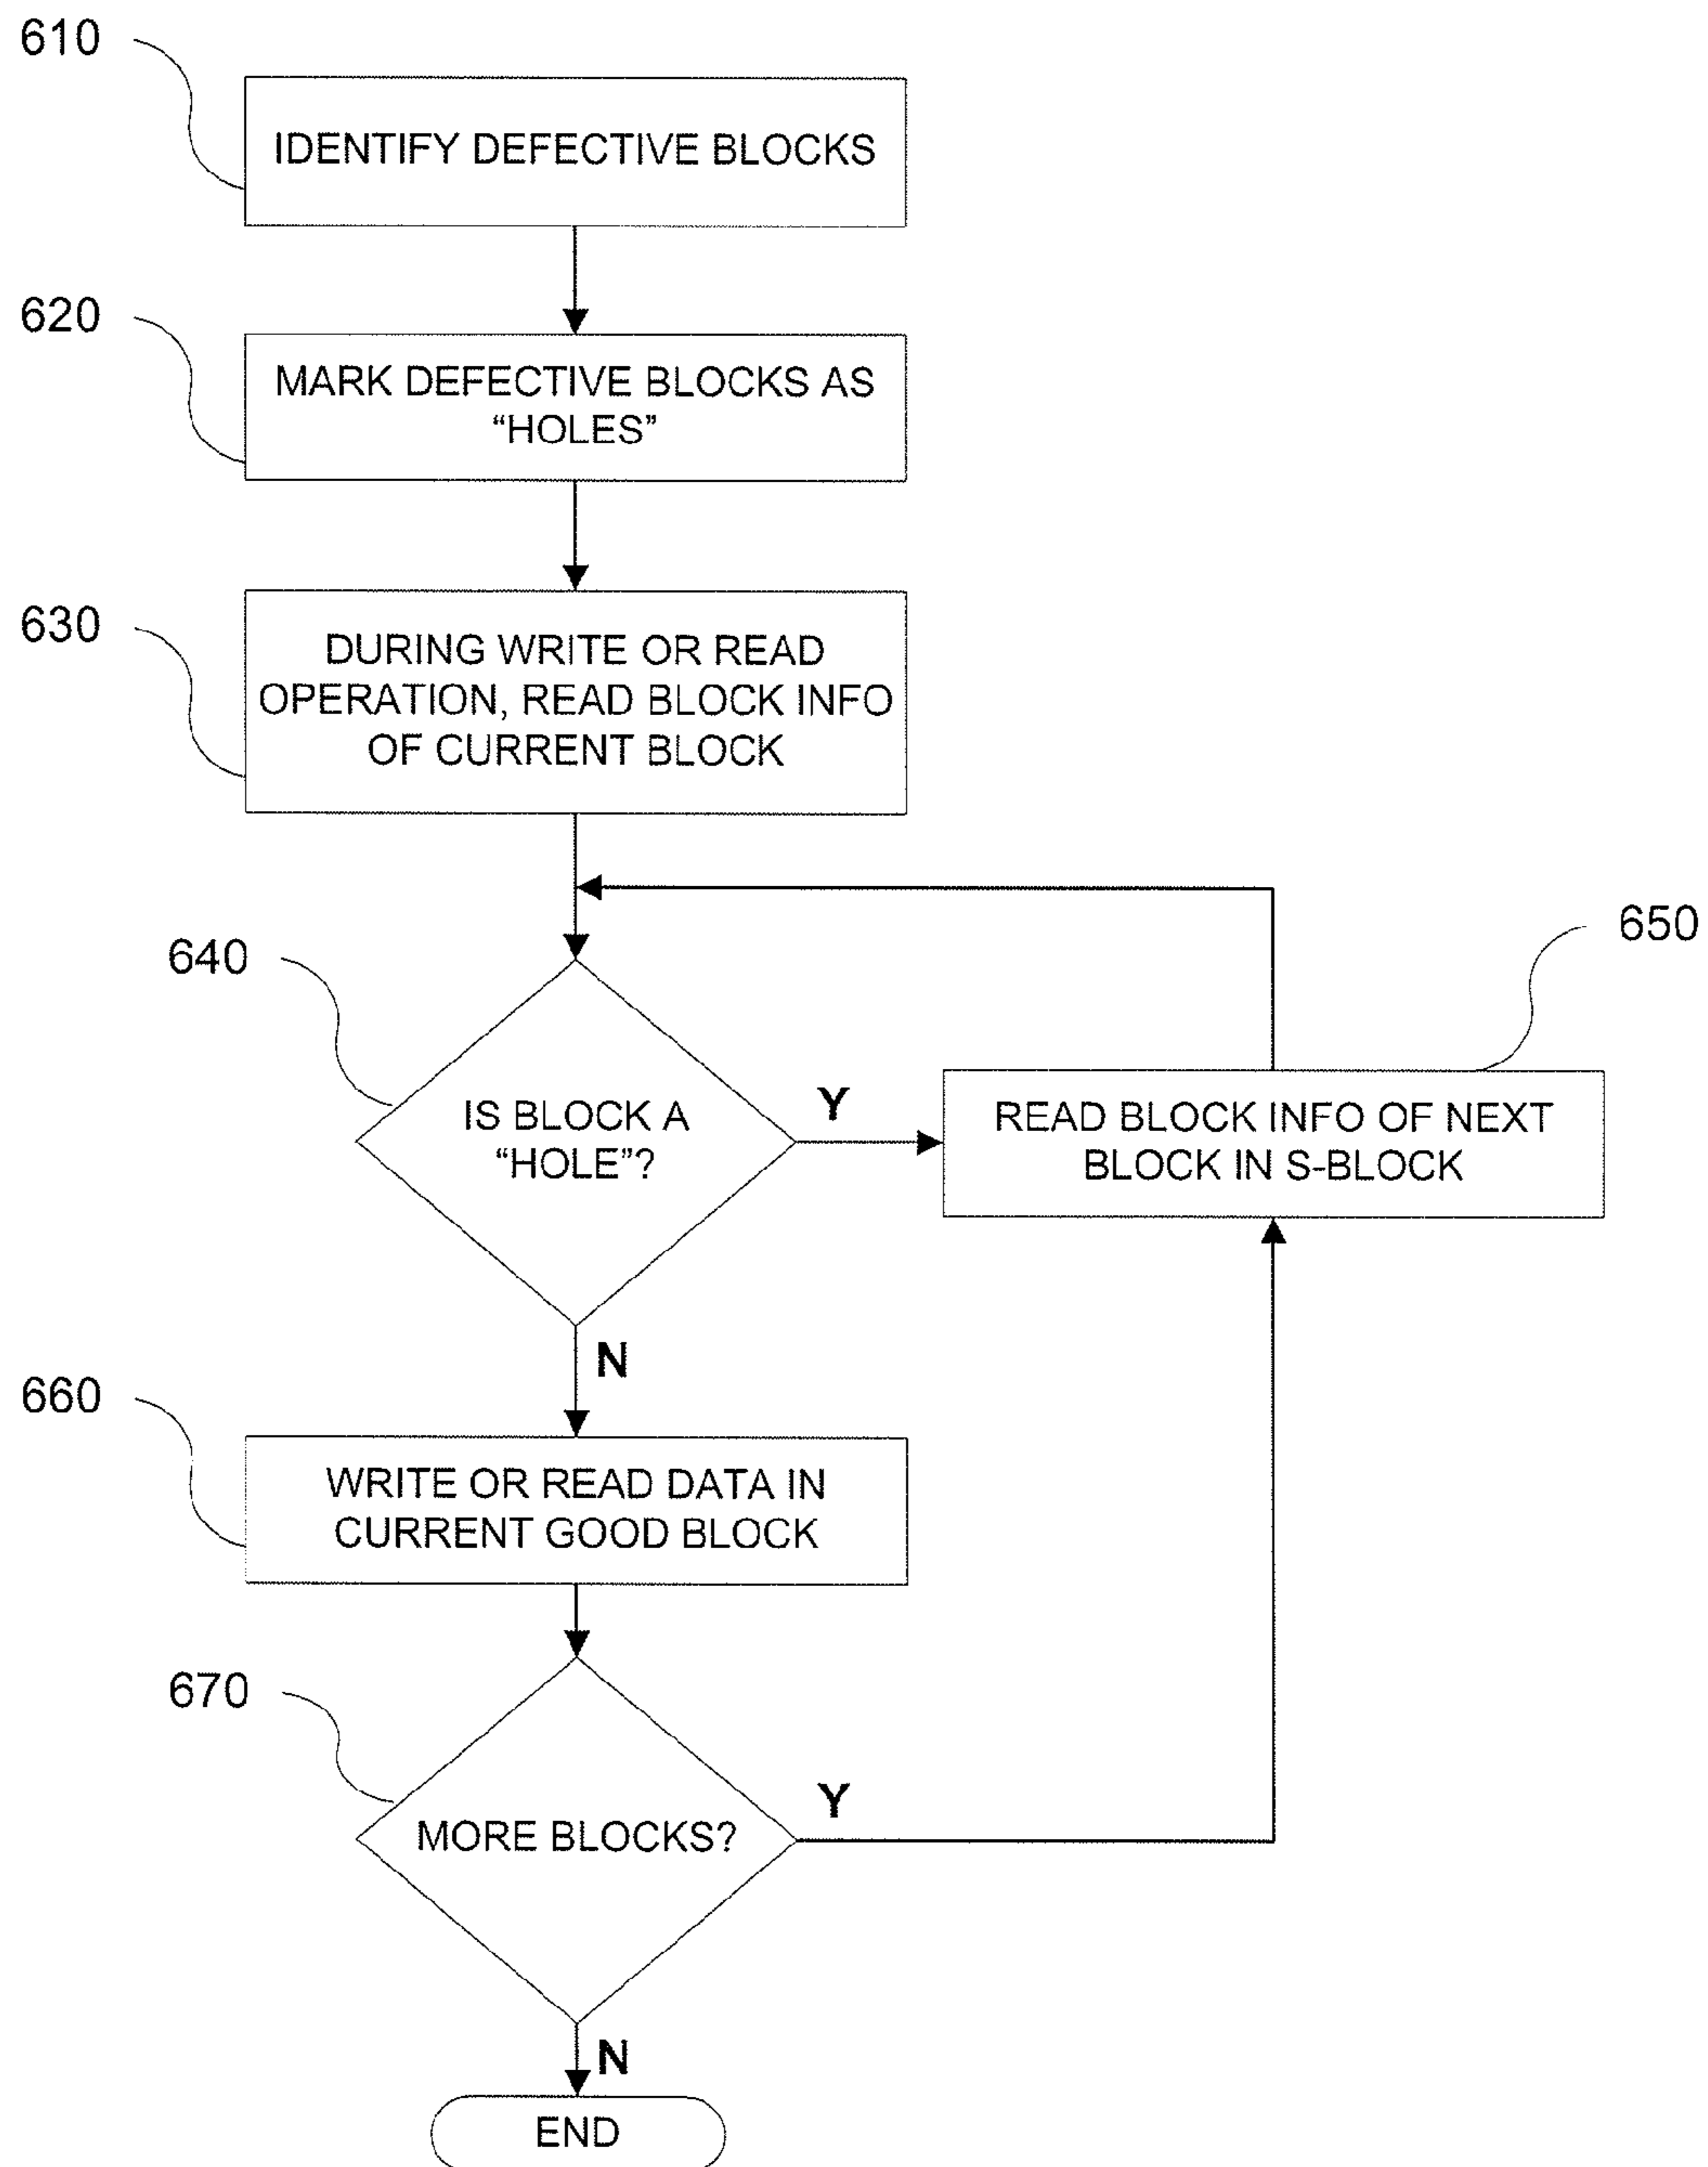 610
IDENTIFY DEFECTIVE BLOCKS
620
MARK DEFECTIVE BLOCKS AS
“HOLES”
630
DURING WRITE OR READ
OPERATION, READ BLOCK INFO
OF CURRENT BLOCK
640
IS BLOCK A
“HOLE”?
Y
650
READ BLOCK INFO OF NEXT
BLOCK IN S-BLOCK
N
660
WRITE OR READ DATA IN
CURRENT GOOD BLOCK
670
MORE BLOCKS?
Y
N
END